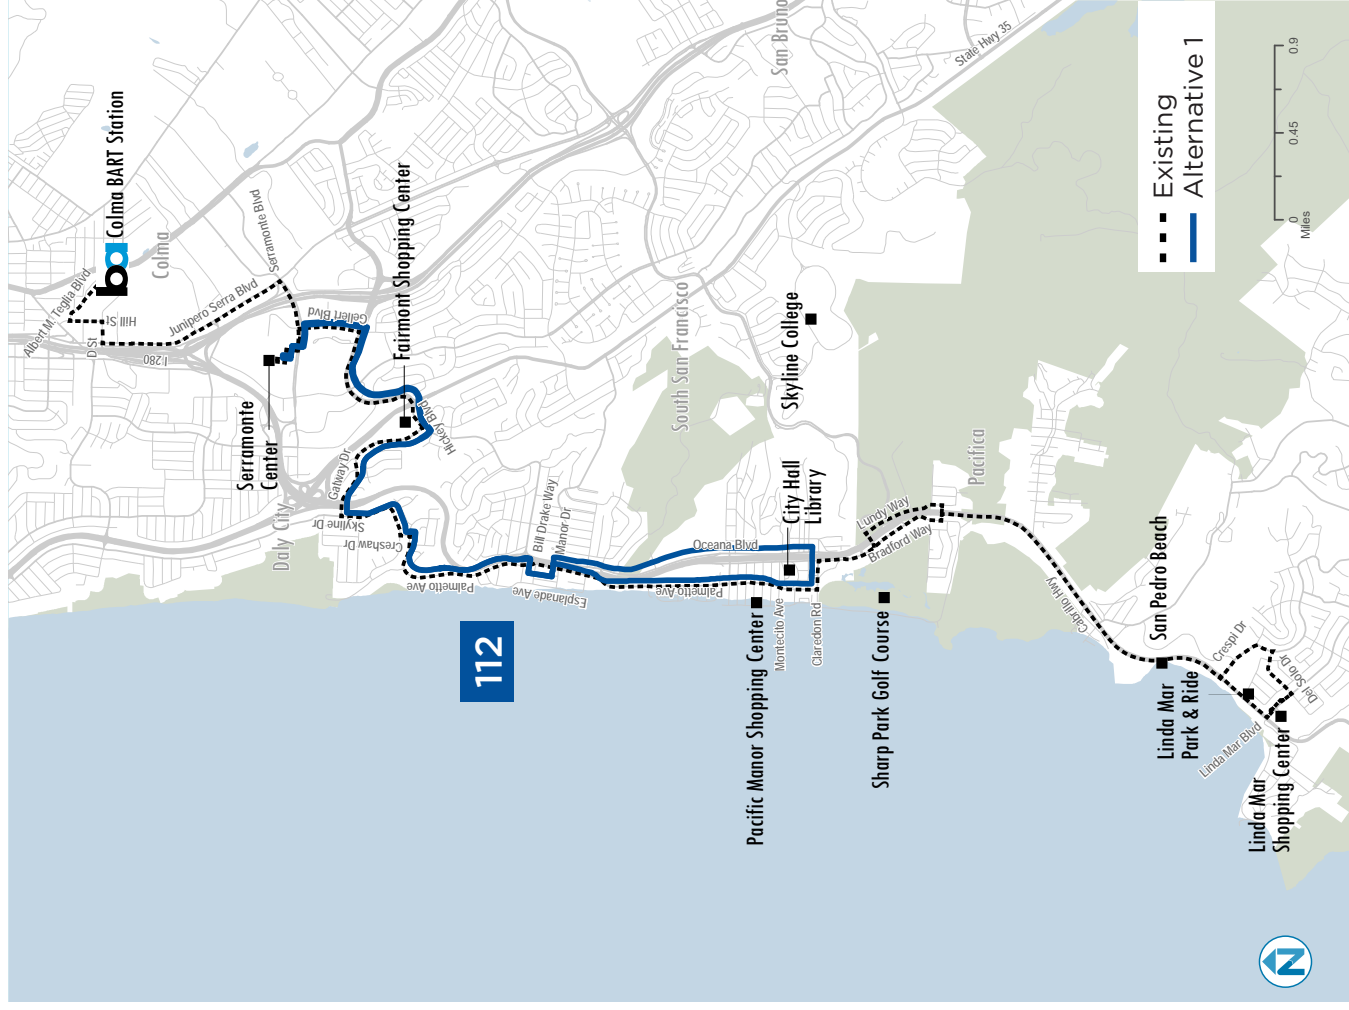 Albert M. Teglia Blvd
Hill St
D St
ba
Colma BART Station
Colma
Junipero Serra Blvd
Serramonte Blvd
I 280
Gellert Blvd
Serramonte
Center
Fairmont Shopping Center
Hickey Blvd
Gatway Dr
Skyline Dr
Creshaw Dr
Daly City
Palmetto Ave
112
Bill Drake Way
Manor Dr
Esplanade Ave
Oceana Blvd
Palmetto Ave
South San Francisco
San Bruno
State Hwy 35
Skyline College
City Hall
Library
Pacific Manor Shopping Center
Montecito Ave
Claredon Rd
Sharp Park Golf Course
Lundy Way
Bradford Way
Pacifica
Cabrillo Hwy
San Pedro Beach
Linda Mar
Park & Ride
Crespi Dr
Del Solo Dr
Linda Mar Blvd
Linda Mar
Shopping Center
Existing
Alternative 1
0 0.45 0.9
Miles
N